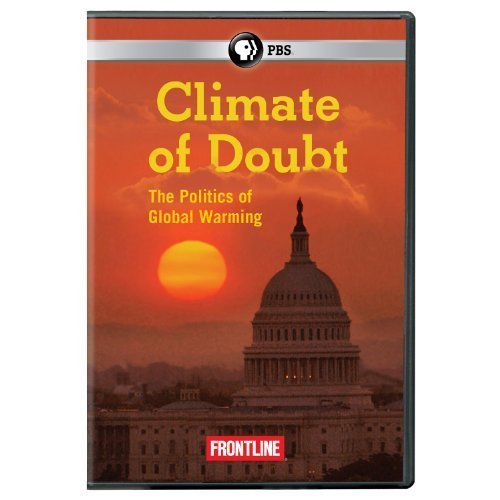 PBS
Climate
of Doubt
The Politics of
Global Warming
FRONTLINE